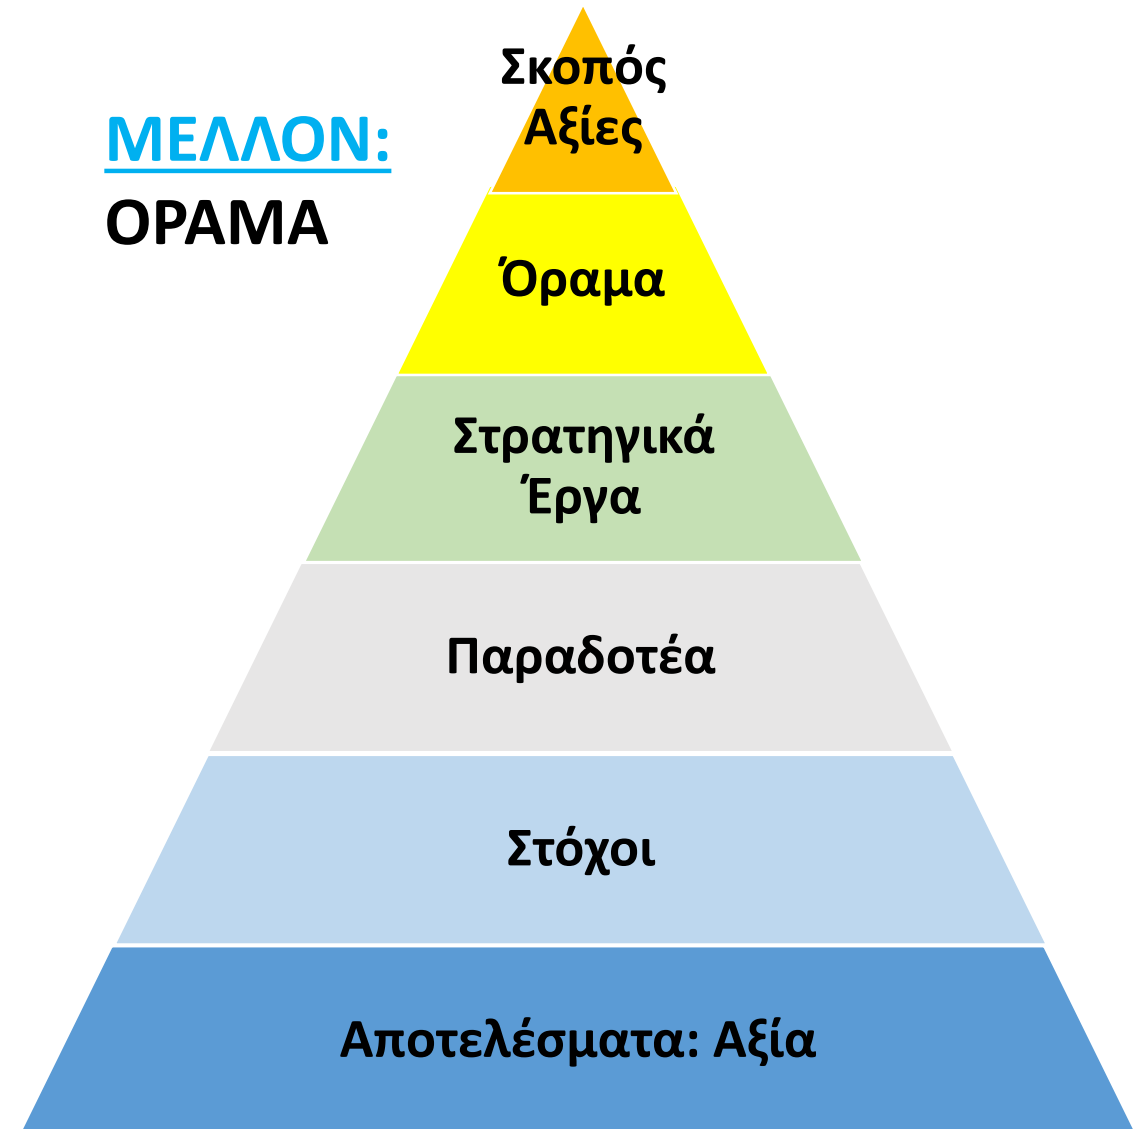 Σκοπός
Αξίες
ΜΕΛΛΟΝ:
ΟΡΑΜΑ
Όραμα
Στρατηγικά
Έργα
Παραδοτέα
Στόχοι
Αποτελέσματα: Αξία